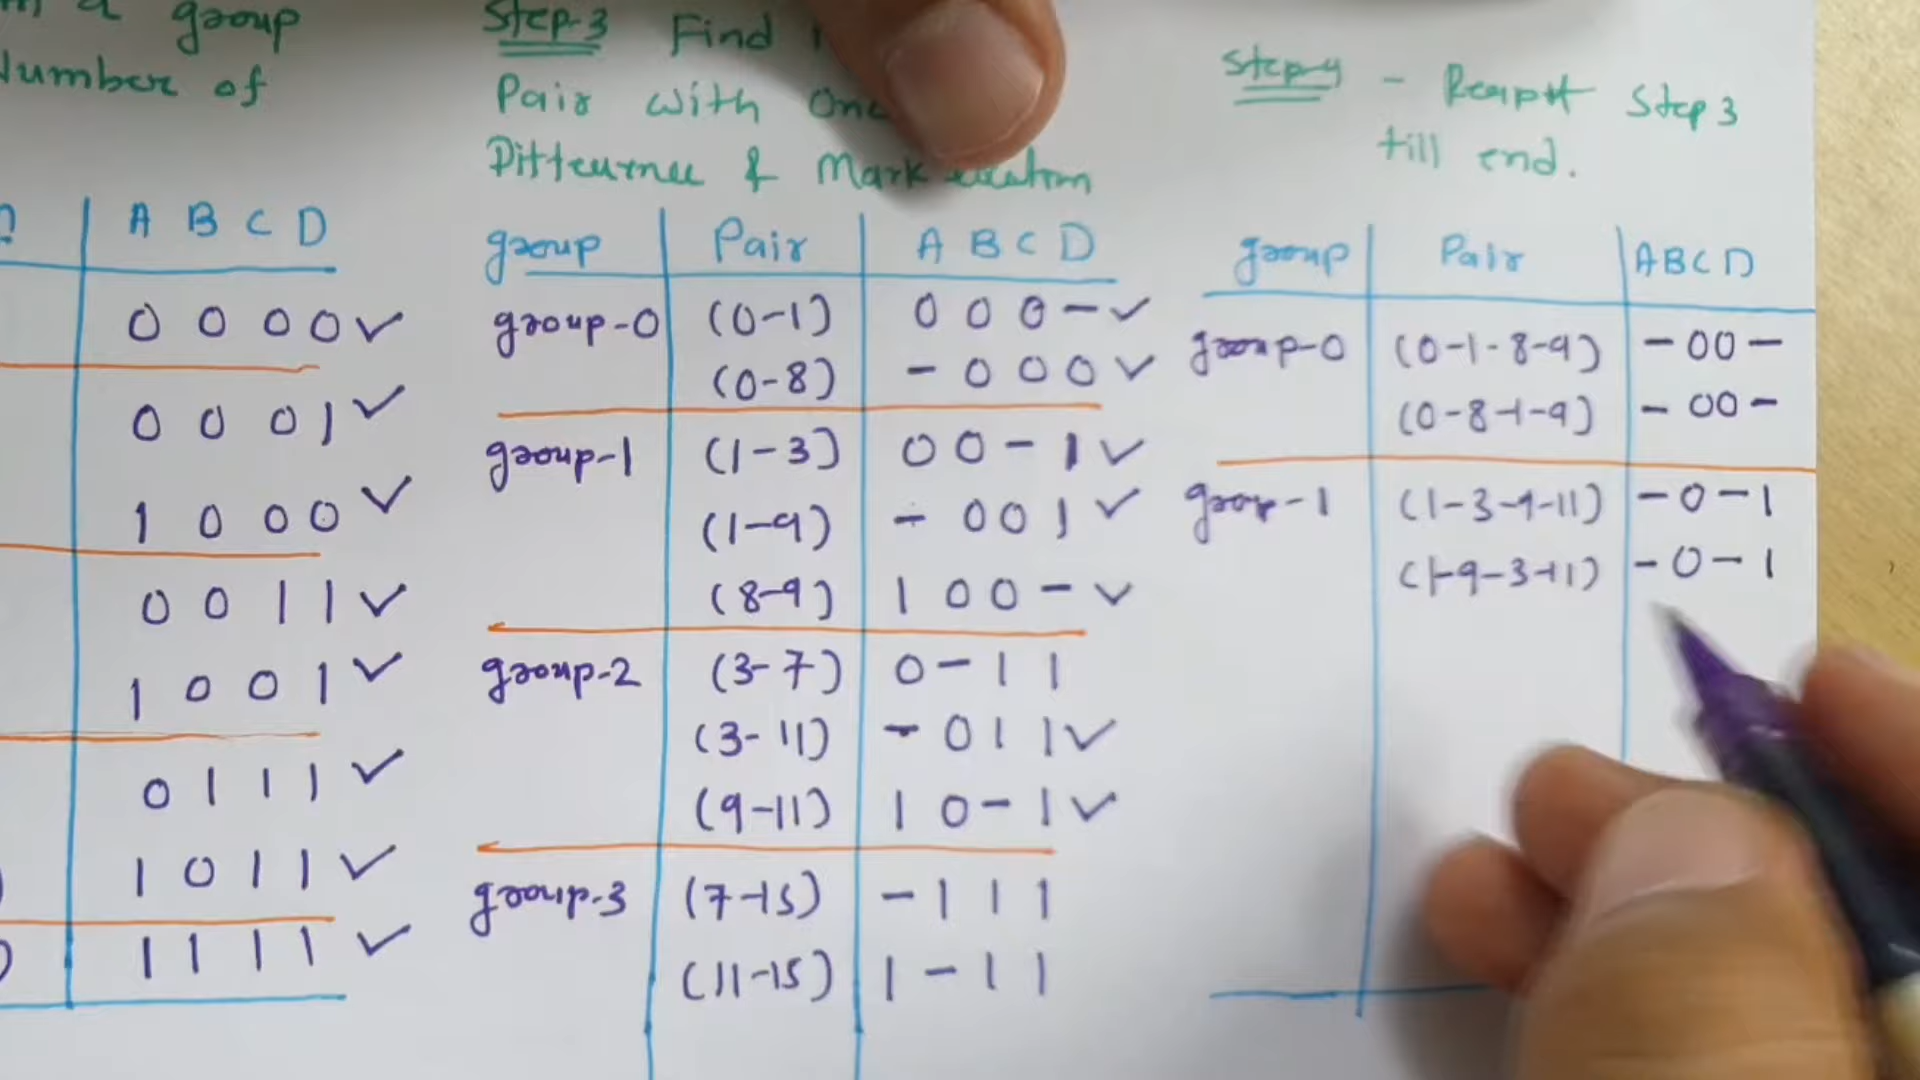 a group
Number of
A B C D
0 0 0 0 ✓
0 0 0 1 ✓
1 0 0 0 ✓
0 0 1 1 ✓
1 0 0 1 ✓
0 1 1 1 ✓
1 0 1 1 ✓
1 1 1 1 ✓
Step-3 Find
Pair with
& Mark
group Pair A B C D
group-0 (0-1) 0 0 0 - ✓
(0-8) - 0 0 0 ✓
group-1 (1-3) 0 0 - 1 ✓
(1-9) - 0 0 1 ✓
(8-9) 1 0 0 - ✓
group-2 (3-7) 0 - 1 1
(3-11) - 0 1 1 ✓
(9-11) 1 0 - 1 ✓
group-3 (7-15) - 1 1 1
(11-15) 1 - 1 1
Step-4 - Step 3
till end.
group Pair A B C D
group-0 (0-1-8-9) - 0 0 -
(0-8-1-9) - 0 0 -
group-1 (1-3-9-11) - 0 - 1
(1-9-3-11) - 0 - 1